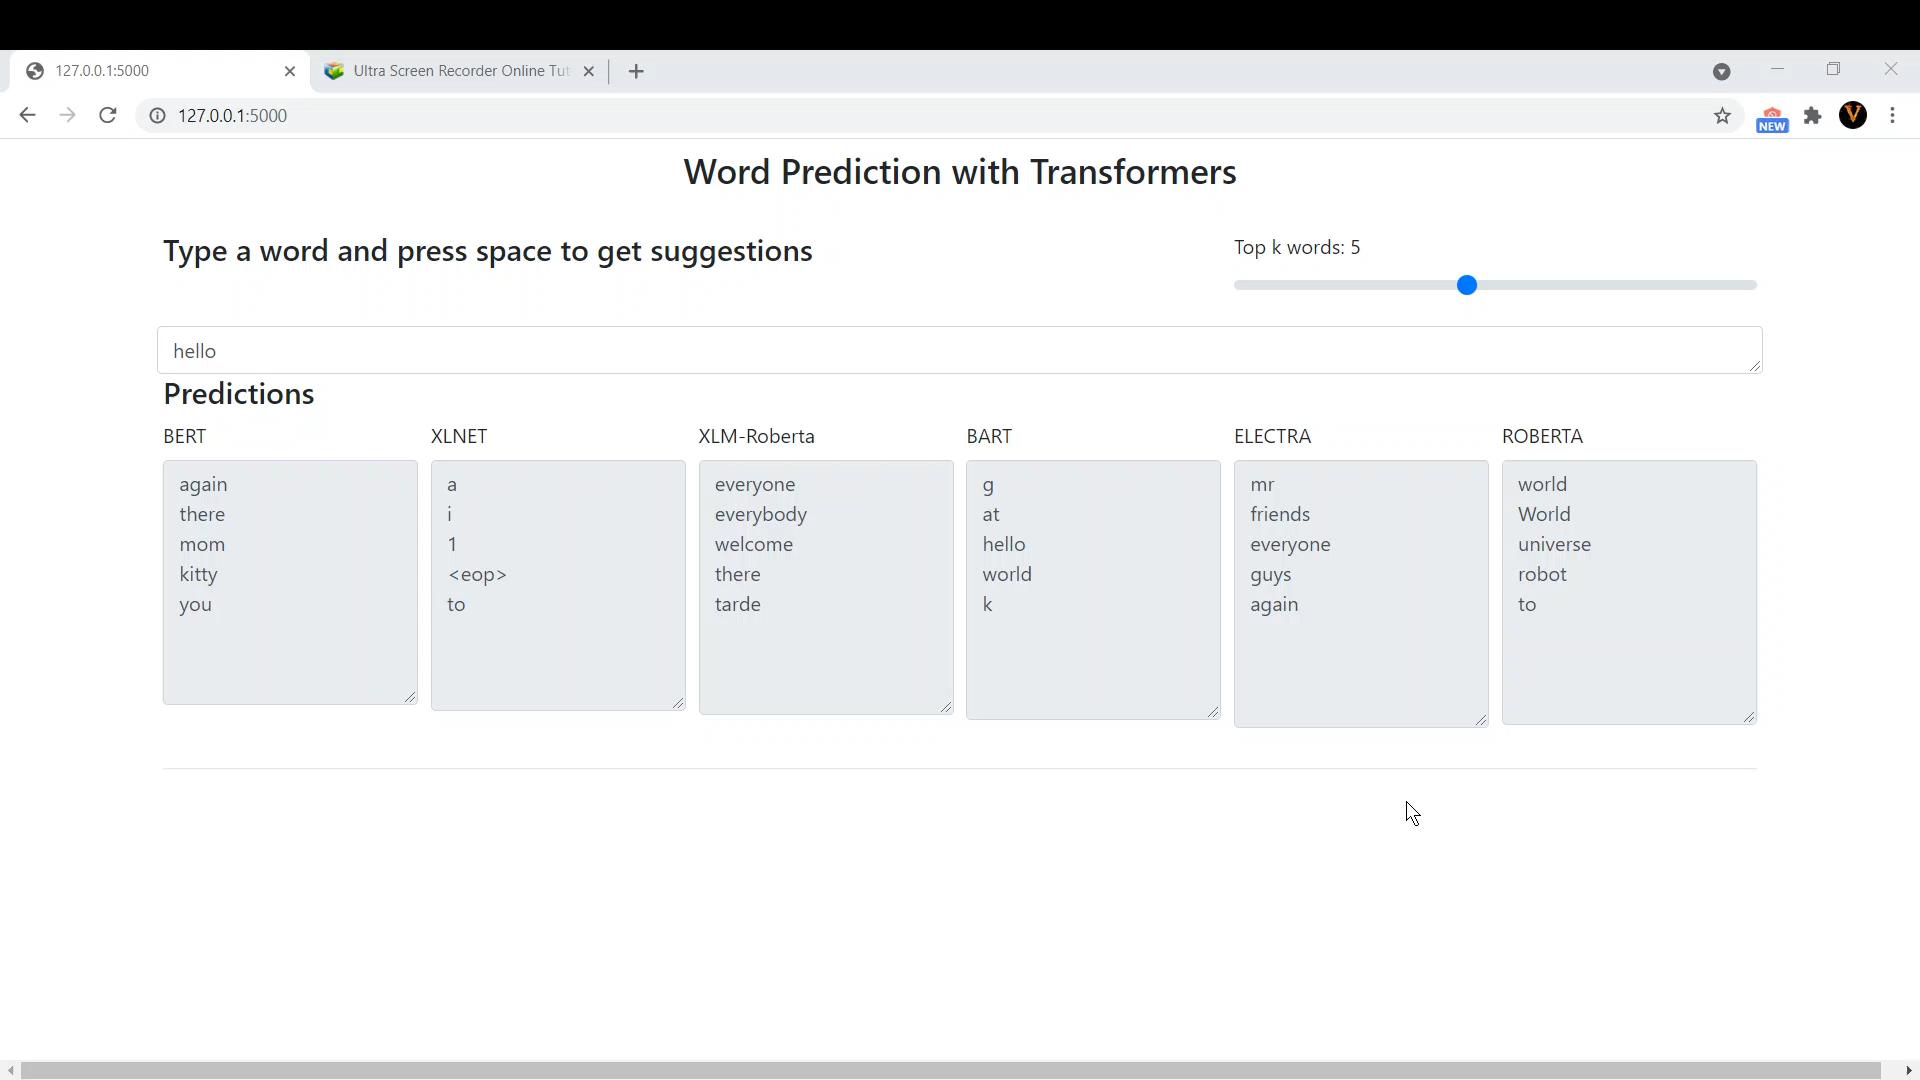 127.0.0.1:5000
Ultra Screen Recorder Online Tut
127.0.0.1:5000
NEW
V
Word Prediction with Transformers
Type a word and press space to get suggestions
Top k words: 5
hello
Predictions
BERT
again
there
mom
kitty
you
XLNET
a
i
1
<eop>
to
XLM-Roberta
everyone
everybody
welcome
there
tarde
BART
g
at
hello
world
k
ELECTRA
mr
friends
everyone
guys
again
ROBERTA
world
World
universe
robot
to